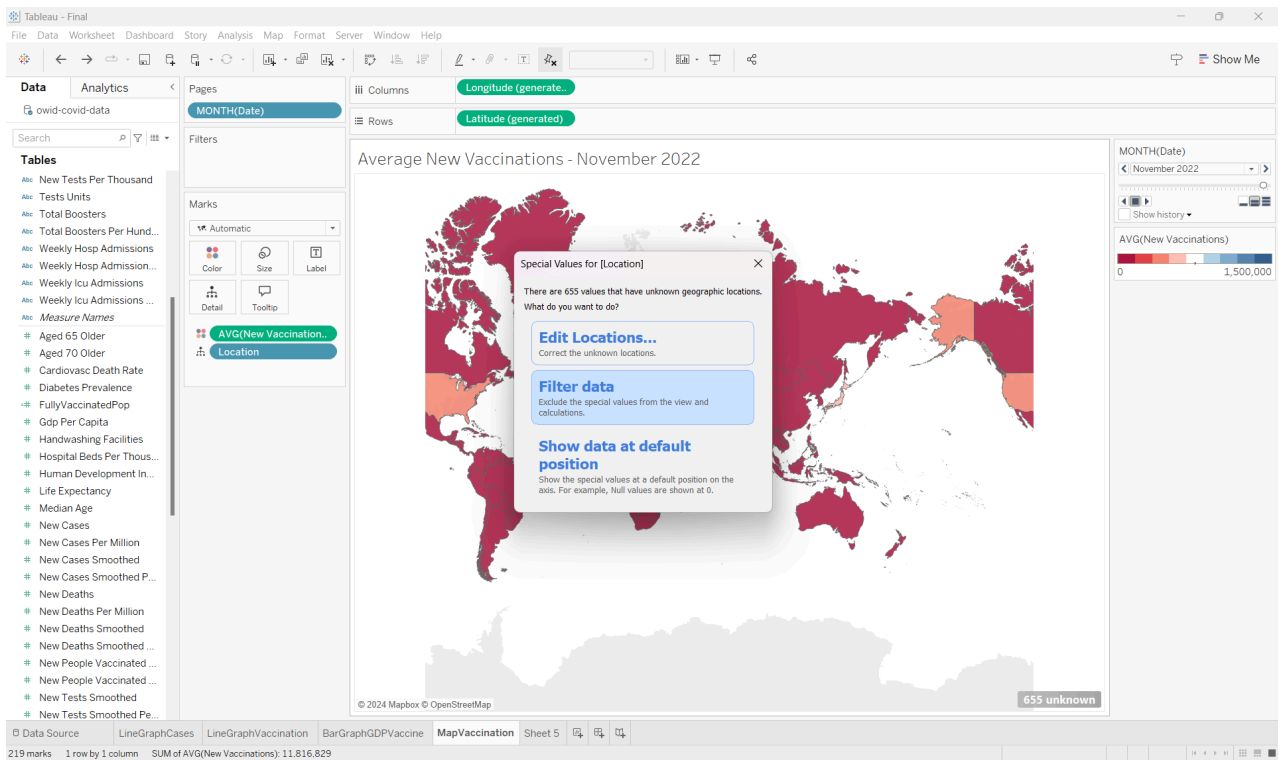 Tableau - Final
File Data Worksheet Dashboard Story Analysis Map Format Server Window Help
Show Me
Data Analytics
owid-covid-data
Search
Tables
Abc New Tests Per Thousand
Abc Tests Units
Abc Total Boosters
Abc Total Boosters Per Hund...
Abc Weekly Hosp Admissions
Abc Weekly Hosp Admission...
Abc Weekly Icu Admissions
Abc Weekly Icu Admissions ...
Abc Measure Names
# Aged 65 Older
# Aged 70 Older
# Cardiovasc Death Rate
# Diabetes Prevalence
# FullyVaccinatedPop
# Gdp Per Capita
# Handwashing Facilities
# Hospital Beds Per Thous...
# Human Development In...
# Life Expectancy
# Median Age
# New Cases
# New Cases Per Million
# New Cases Smoothed
# New Cases Smoothed P...
# New Deaths
# New Deaths Per Million
# New Deaths Smoothed
# New Deaths Smoothed ...
# New People Vaccinated ...
# New People Vaccinated ...
# New Tests Smoothed
# New Tests Smoothed Pe...
Pages
MONTH(Date)
Filters
Marks
Automatic
Color Size Label
Detail Tooltip
AVG(New Vaccination..
Location
Columns
Longitude (generate..
Rows
Latitude (generated)
Average New Vaccinations - November 2022
Special Values for [Location]
There are 655 values that have unknown geographic locations.
What do you want to do?
Edit Locations...
Correct the unknown locations.
Filter data
Exclude the special values from the view and
calculations.
Show data at default
position
Show the special values at a default position on the
axis. For example, Null values are shown at 0.
© 2024 Mapbox © OpenStreetMap
655 unknown
MONTH(Date)
November 2022
Show history
AVG(New Vaccinations)
0 1,500,000
Data Source LineGraphCases LineGraphVaccination BarGraphGDPVaccine MapVaccination Sheet 5
219 marks 1 row by 1 column SUM of AVG(New Vaccinations): 11,816,829